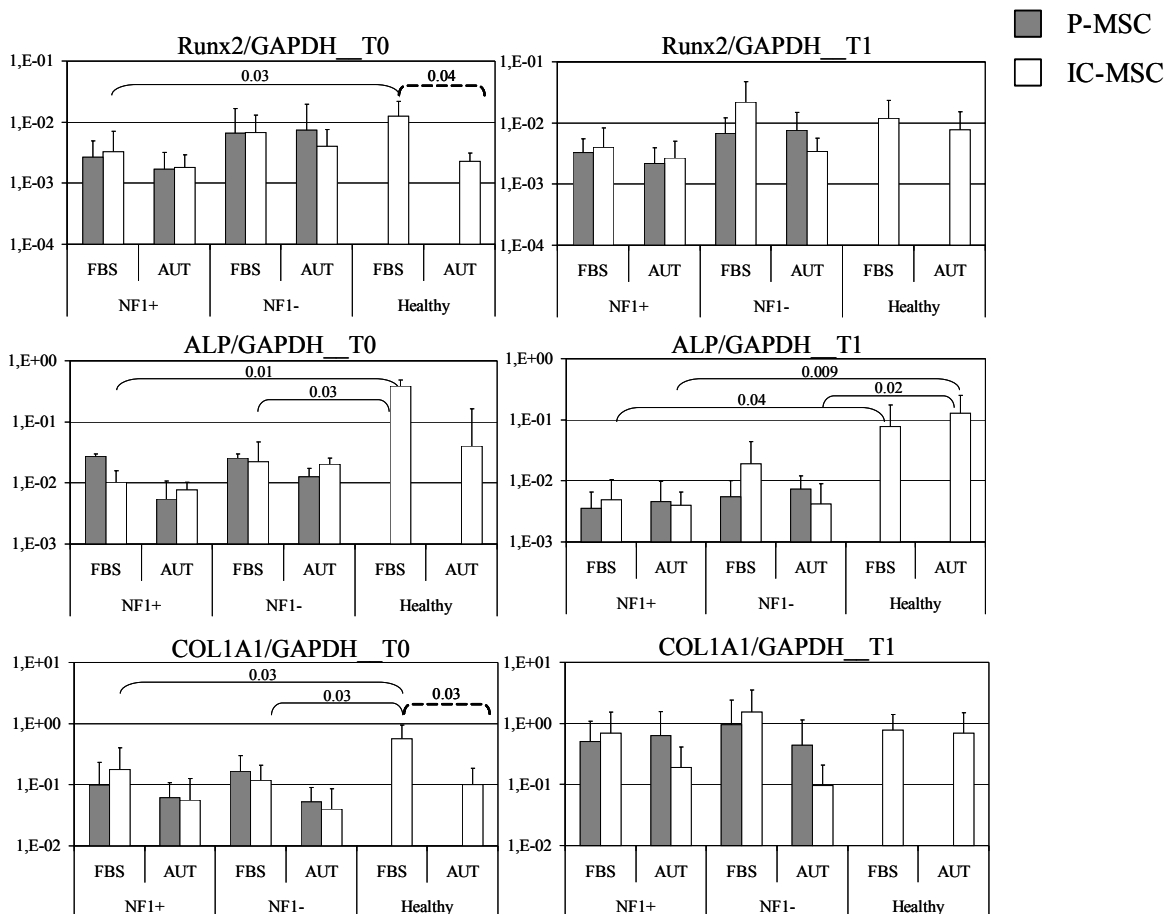 P-MSC
IC-MSC
Runx2/GAPDH__T0
1,E-01
1,E-02
1,E-03
1,E-04
0.03
0.04
FBS AUT FBS AUT FBS AUT
NF1+ NF1- Healthy
Runx2/GAPDH__T1
1,E-01
1,E-02
1,E-03
1,E-04
FBS AUT FBS AUT FBS AUT
NF1+ NF1- Healthy
ALP/GAPDH__T0
1,E+00
1,E-01
1,E-02
1,E-03
0.01
0.03
FBS AUT FBS AUT FBS AUT
NF1+ NF1- Healthy
ALP/GAPDH__T1
1,E+00
1,E-01
1,E-02
1,E-03
0.009
0.02
0.04
FBS AUT FBS AUT FBS AUT
NF1+ NF1- Healthy
COL1A1/GAPDH__T0
1,E+01
1,E+00
1,E-01
1,E-02
0.03
0.03
0.03
FBS AUT FBS AUT FBS AUT
NF1+ NF1- Healthy
COL1A1/GAPDH__T1
1,E+01
1,E+00
1,E-01
1,E-02
FBS AUT FBS AUT FBS AUT
NF1+ NF1- Healthy